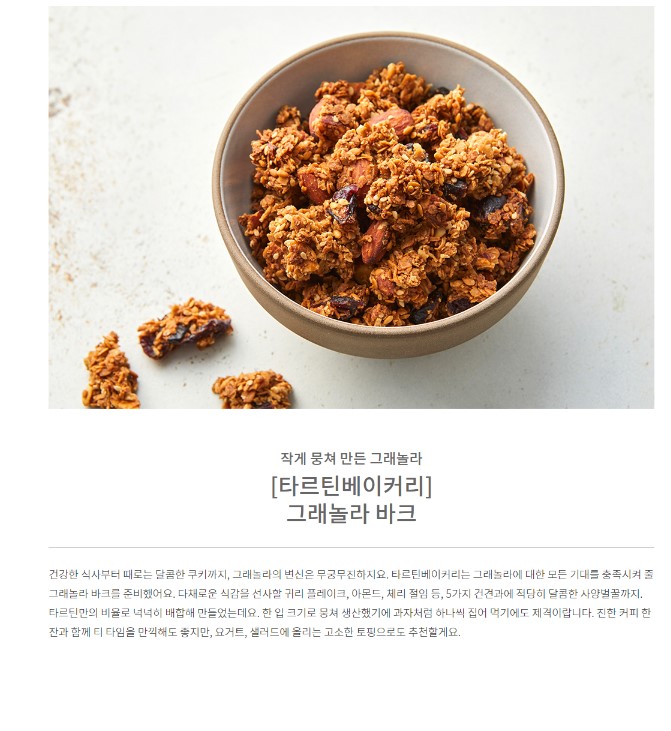 작게 뭉쳐 만든 그래놀라
[타르틴베이커리]
그래놀라 바크
건강한 식사부터 때로는 달콤한 쿠키까지, 그래놀라의 변신은 무궁무진하지요. 타르틴베이커리는 그래놀라에 대한 모든 기대를 충족시켜 줄
그래놀라 바크를 준비했어요. 다채로운 식감을 선사할 귀리 플레이크, 아몬드, 체리 절임 등, 5가지 건견과에 적당히 달콤한 사양벌꿀까지.
타르틴만의 비율로 넉넉히 배합해 만들었는데요. 한 입 크기로 뭉쳐 생산했기에 과자처럼 하나씩 집어 먹기에도 제격이랍니다. 진한 커피 한
잔과 함께 티 타임을 만끽해도 좋지만, 요거트, 샐러드에 올리는 고소한 토핑으로도 추천할게요.